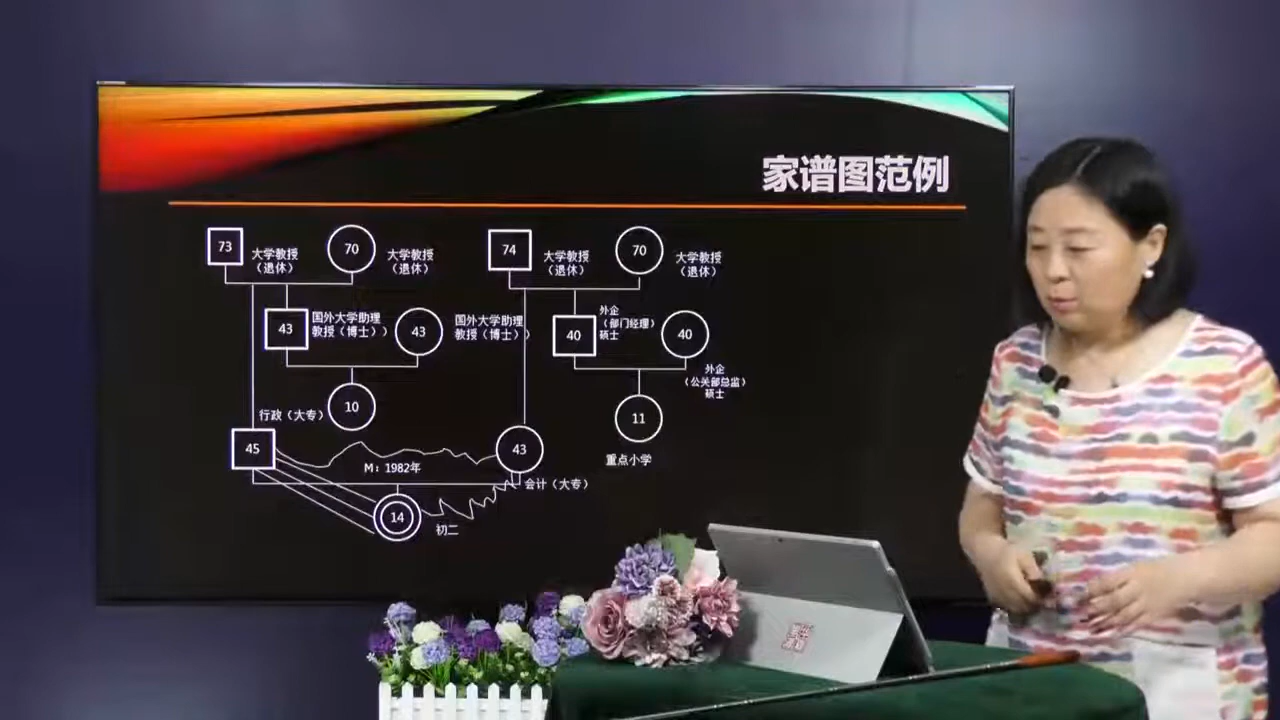 家谱图范例
73
大学教授
（退休）
70
大学教授
（退休）
74
大学教授
（退休）
70
大学教授
（退休）
43
国外大学助理
教授（博士））
43
国外大学助理
教授（博士））
40
外企
（部门经理）
硕士
40
外企
（公关部总监）
硕士
10
11
重点小学
行政（大专）
45
M：1982年
43
会计（大专）
14
初二